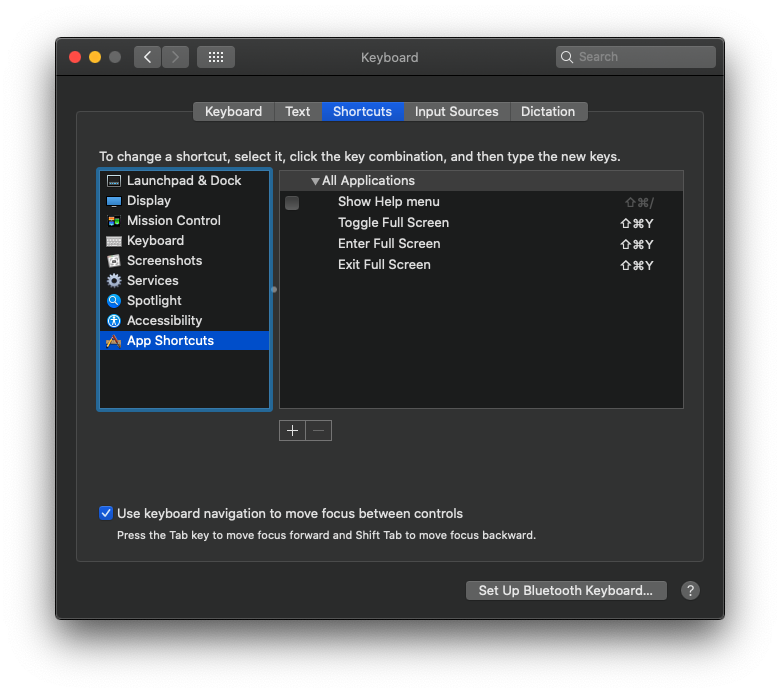 Keyboard
Search
Keyboard Text Shortcuts Input Sources Dictation
To change a shortcut, select it, click the key combination, and then type the new keys.
Launchpad & Dock
Display
Mission Control
Keyboard
Screenshots
Services
Spotlight
Accessibility
App Shortcuts
▼All Applications
Show Help menu ⇧⌘/
Toggle Full Screen ⇧⌘Y
Enter Full Screen ⇧⌘Y
Exit Full Screen ⇧⌘Y
+ −
Use keyboard navigation to move focus between controls
Press the Tab key to move focus forward and Shift Tab to move focus backward.
Set Up Bluetooth Keyboard... ?